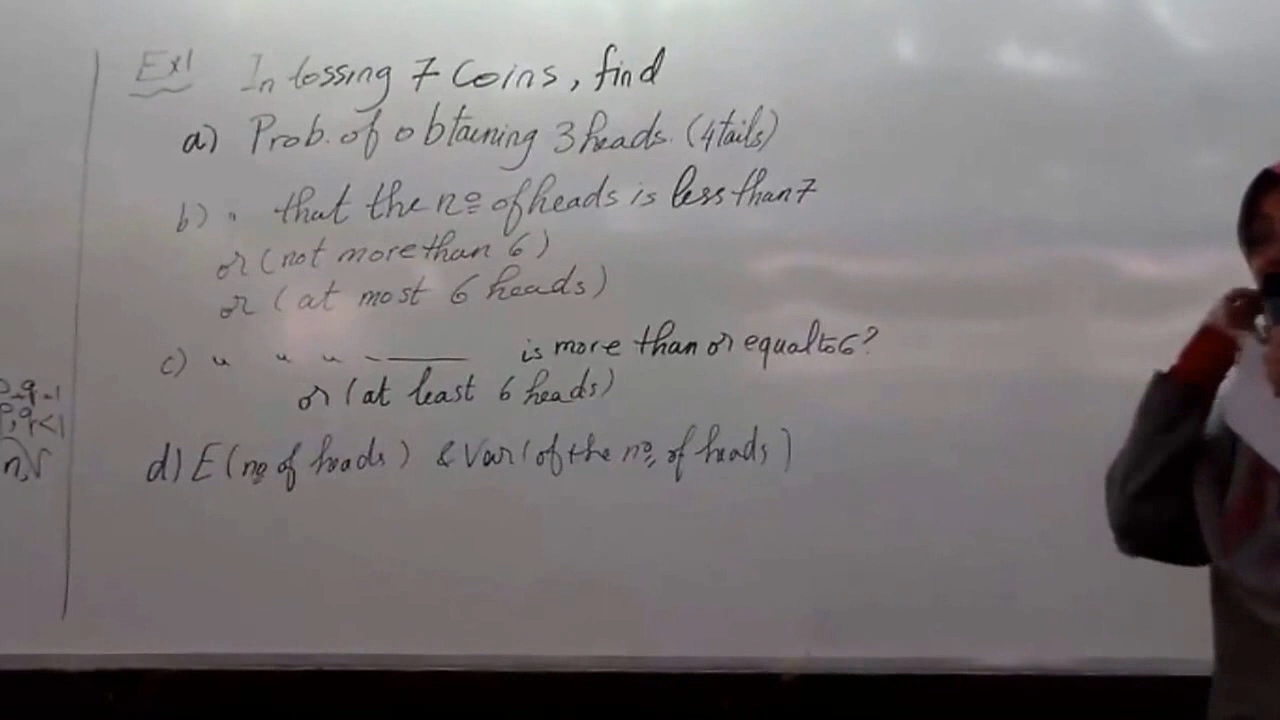 Ex1 In tossing 7 Coins, find
a) Prob. of obtaining 3 heads. (4 tails)
b) " that the nº of heads is less than 7
or (not more than 6)
or (at most 6 heads)
c) " " " - ——— is more than or equal to 6?
or (at least 6 heads)
d) E (nº of heads) & Var (of the nº of heads)
p,q<1